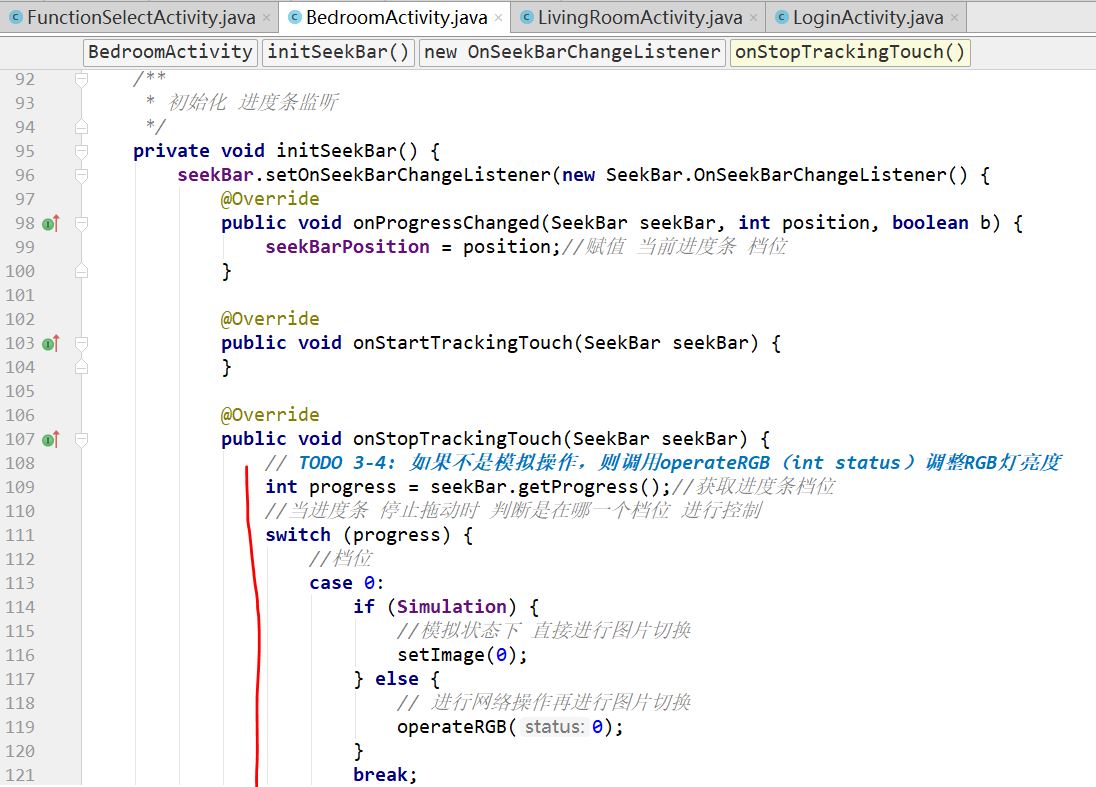 FunctionSelectActivity.java × BedroomActivity.java × LivingRoomActivity.java × LoginActivity.java ×
BedroomActivity initSeekBar() new OnSeekBarChangeListener onStopTrackingTouch()
92 /**
93 * 初始化 进度条监听
94 */
95 private void initSeekBar() {
96 seekBar.setOnSeekBarChangeListener(new SeekBar.OnSeekBarChangeListener() {
97 @Override
98 public void onProgressChanged(SeekBar seekBar, int position, boolean b) {
99 seekBarPosition = position;//赋值 当前进度条 档位
100 }
101
102 @Override
103 public void onStartTrackingTouch(SeekBar seekBar) {
104 }
105
106 @Override
107 public void onStopTrackingTouch(SeekBar seekBar) {
108 // TODO 3-4: 如果不是模拟操作，则调用operateRGB（int status）调整RGB灯亮度
109 int progress = seekBar.getProgress();//获取进度条档位
110 //当进度条 停止拖动时 判断是在哪一个档位 进行控制
111 switch (progress) {
112 //档位
113 case 0:
114 if (Simulation) {
115 //模拟状态下 直接进行图片切换
116 setImage(0);
117 } else {
118 // 进行网络操作再进行图片切换
119 operateRGB( status: 0);
120 }
121 break;